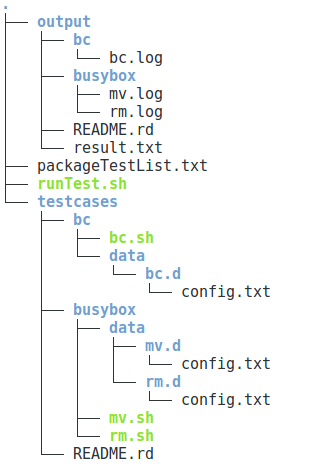 .
├── output
│   ├── bc
│   │   └── bc.log
│   ├── busybox
│   │   ├── mv.log
│   │   └── rm.log
│   ├── README.rd
│   └── result.txt
├── packageTestList.txt
├── runTest.sh
└── testcases
    ├── bc
    │   ├── bc.sh
    │   └── data
    │       └── bc.d
    │           └── config.txt
    ├── busybox
    │   ├── data
    │   │   ├── mv.d
    │   │   │   └── config.txt
    │   │   └── rm.d
    │   │       └── config.txt
    │   ├── mv.sh
    │   └── rm.sh
    └── README.rd